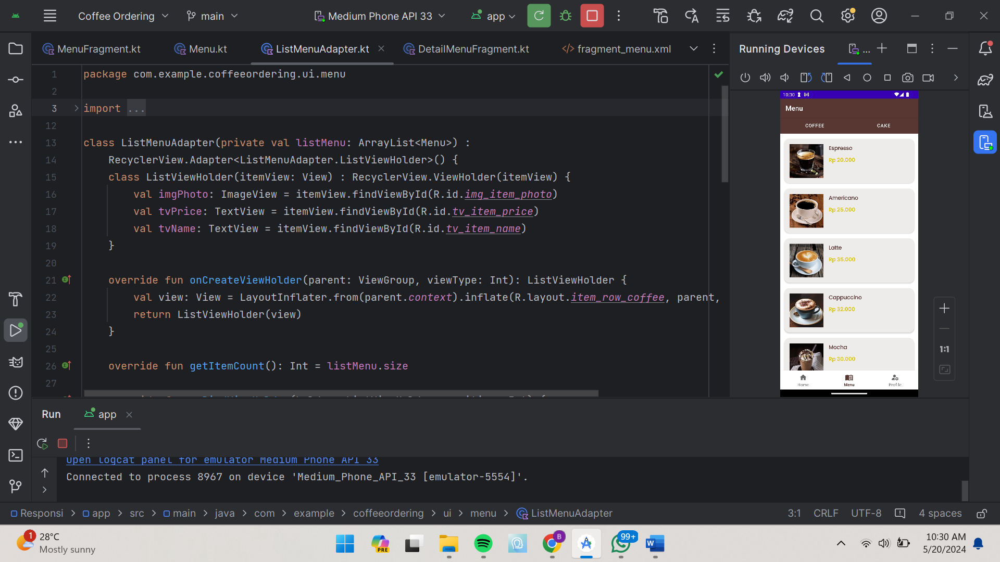 Coffee Ordering
main
Medium Phone API 33
app
MenuFragment.kt
Menu.kt
ListMenuAdapter.kt
DetailMenuFragment.kt
fragment_menu.xml
Running Devices
...
1 package com.example.coffeeordering.ui.menu
2
3 import ...
12
13 class ListMenuAdapter(private val listMenu: ArrayList<Menu>) :
14 RecyclerView.Adapter<ListMenuAdapter.ListViewHolder>() {
15 class ListViewHolder(itemView: View) : RecyclerView.ViewHolder(itemView) {
16 val imgPhoto: ImageView = itemView.findViewById(R.id.img_item_photo)
17 val tvPrice: TextView = itemView.findViewById(R.id.tv_item_price)
18 val tvName: TextView = itemView.findViewById(R.id.tv_item_name)
19 }
20
21 override fun onCreateViewHolder(parent: ViewGroup, viewType: Int): ListViewHolder {
22 val view: View = LayoutInflater.from(parent.context).inflate(R.layout.item_row_coffee, parent,
23 return ListViewHolder(view)
24 }
25
26 override fun getItemCount(): Int = listMenu.size
27
10:30
Menu
COFFEE CAKE
Espresso
Rp 20.000
Americano
Rp 25.000
Latte
Rp 35.000
Cappuccino
Rp 32.000
Mocha
Rp 30.000
Home Menu Profile
1:1
Run
app
Open logcat panel for emulator Medium Phone API 33
Connected to process 8967 on device 'Medium_Phone_API_33 [emulator-5554]'.
Responsi > app > src > main > java > com > example > coffeeordering > ui > menu > ListMenuAdapter
3:1 CRLF UTF-8 4 spaces
1
28°C
Mostly sunny
PRE
B
99+
W
10:30 AM
5/20/2024